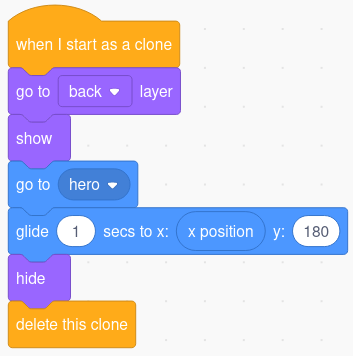 when I start as a clone
go to back layer
show
go to hero
glide 1 secs to x: x position y: 180
hide
delete this clone